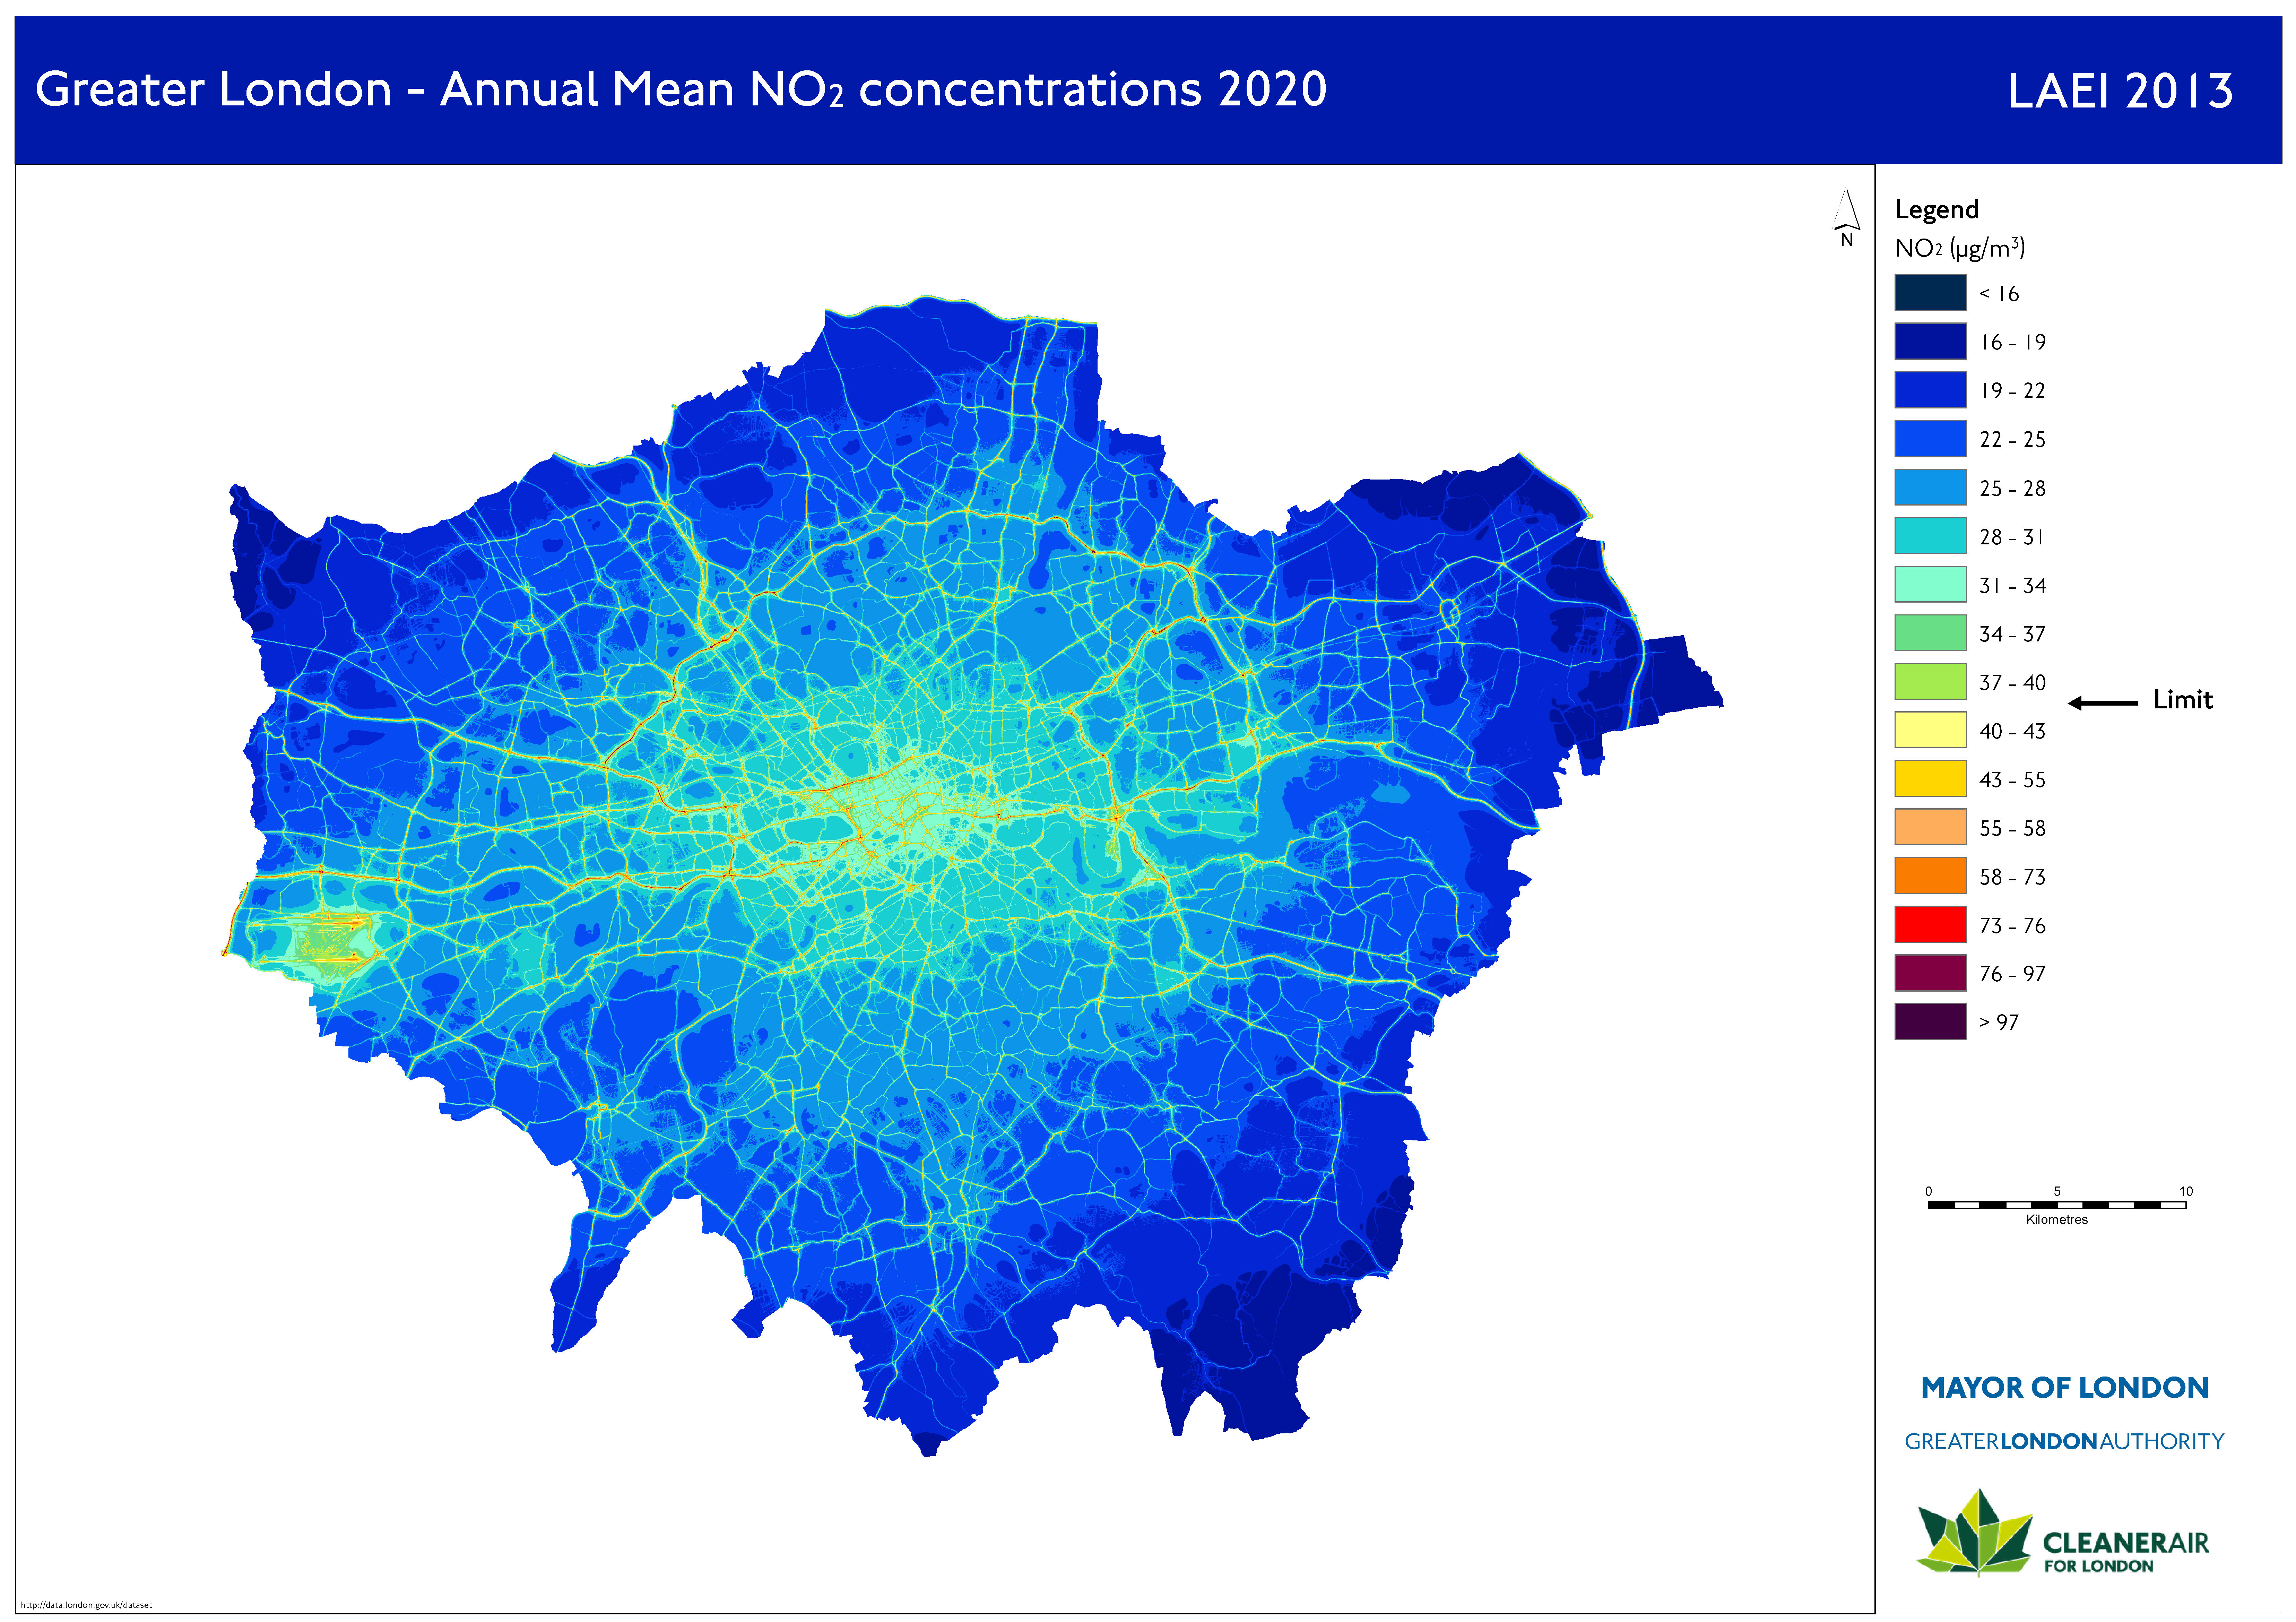 Greater London - Annual Mean NO₂ concentrations 2020
LAEI 2013
N
Legend
NO₂ (µg/m³)
< 16
16 - 19
19 - 22
22 - 25
25 - 28
28 - 31
31 - 34
34 - 37
37 - 40
Limit
40 - 43
43 - 55
55 - 58
58 - 73
73 - 76
76 - 97
> 97
0 5 10
Kilometres
MAYOR OF LONDON
GREATERLONDONAUTHORITY
CLEANERAIR
FOR LONDON
http://data.london.gov.uk/dataset